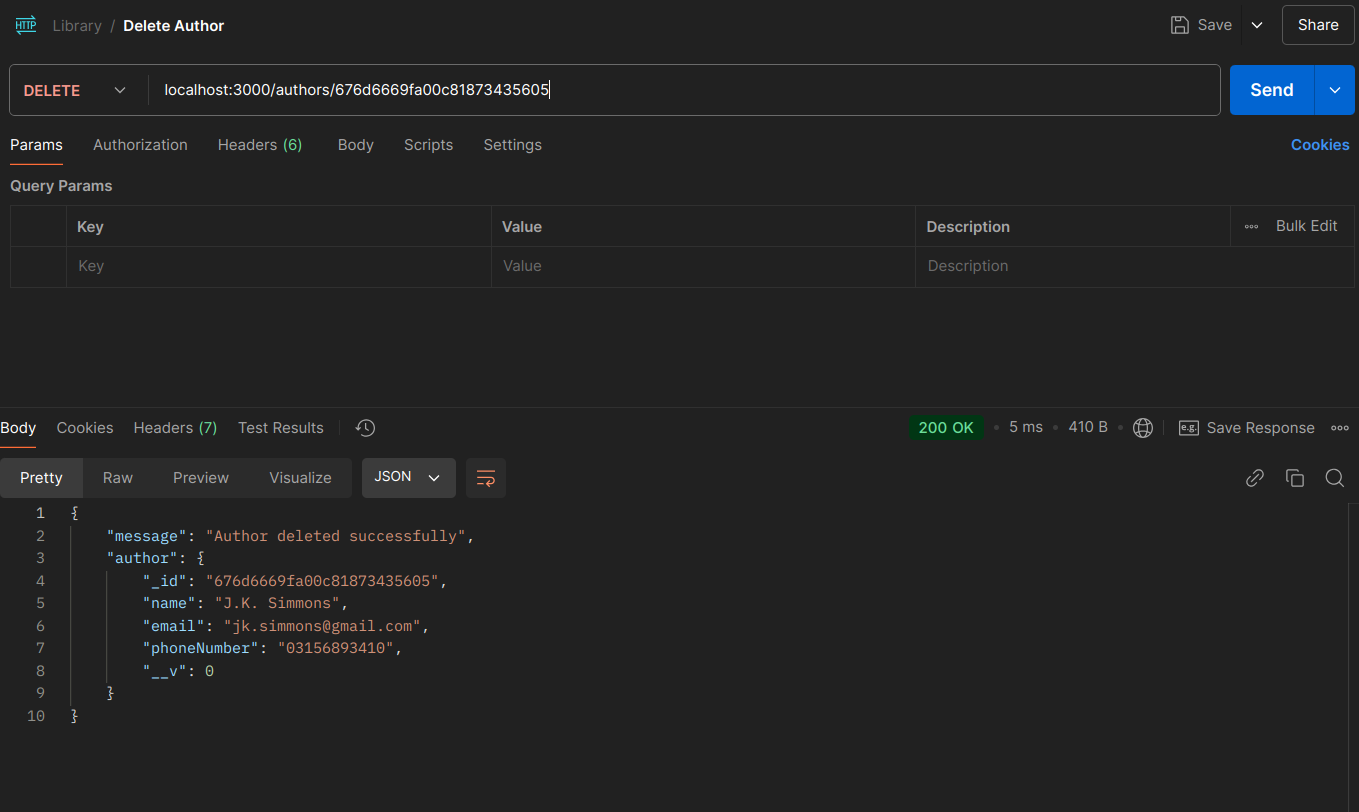 HTTP Library / Delete Author Save Share
DELETE localhost:3000/authors/676d6669fa00c81873435605 Send
Params Authorization Headers (6) Body Scripts Settings Cookies
Query Params
Key Value Description Bulk Edit
Key Value Description
Body Cookies Headers (7) Test Results 200 OK • 5 ms • 410 B • e.g. Save Response
Pretty Raw Preview Visualize JSON
1 {
2 "message": "Author deleted successfully",
3 "author": {
4 "_id": "676d6669fa00c81873435605",
5 "name": "J.K. Simmons",
6 "email": "jk.simmons@gmail.com",
7 "phoneNumber": "03156893410",
8 "__v": 0
9 }
10 }